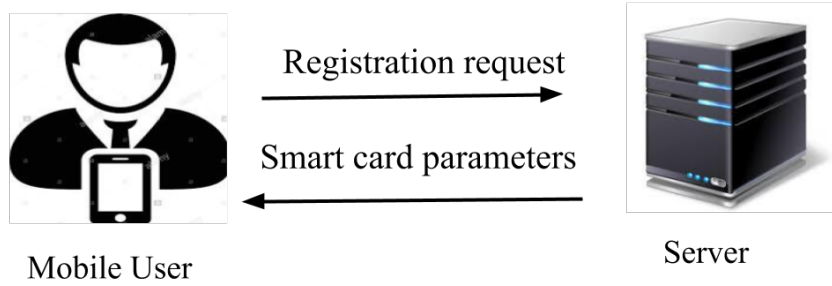 Registration request
Smart card parameters
Mobile User
Server